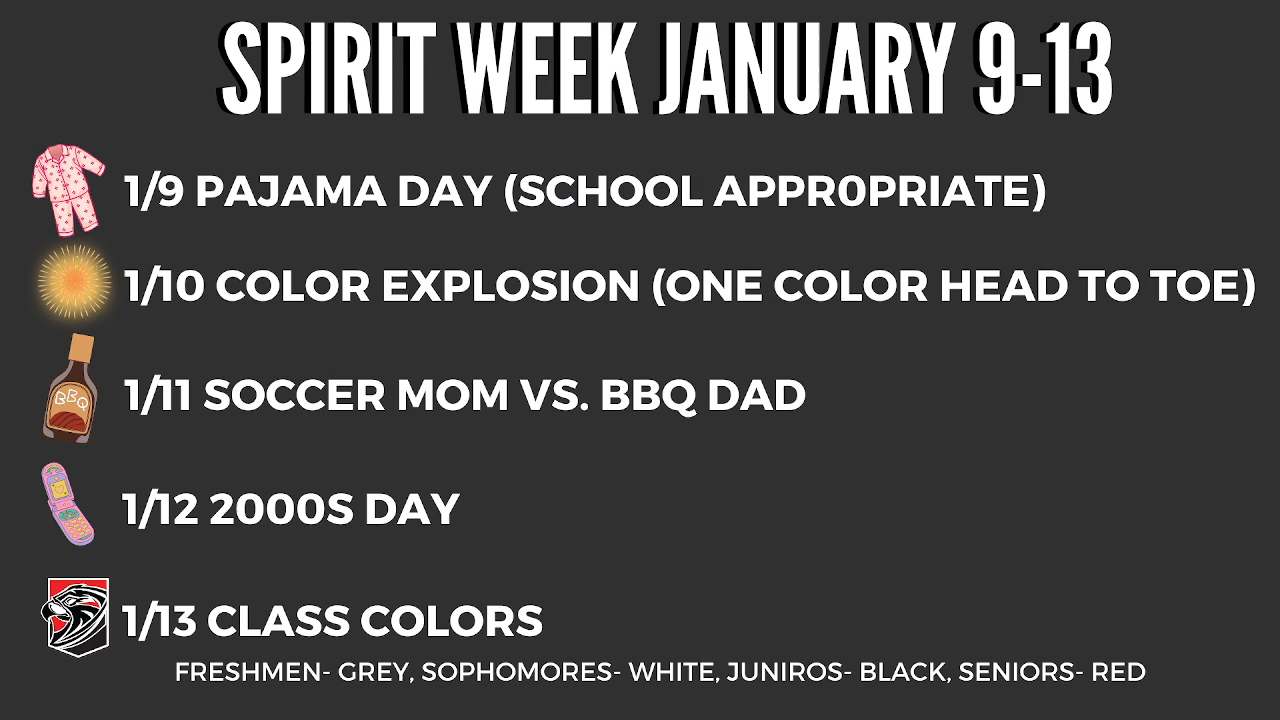 SPIRIT WEEK JANUARY 9-13
1/9 PAJAMA DAY (SCHOOL APPR0PRIATE)
1/10 COLOR EXPLOSION (ONE COLOR HEAD TO TOE)
BBQ
1/11 SOCCER MOM VS. BBQ DAD
1/12 2000S DAY
1/13 CLASS COLORS
FRESHMEN- GREY, SOPHOMORES- WHITE, JUNIROS- BLACK, SENIORS- RED